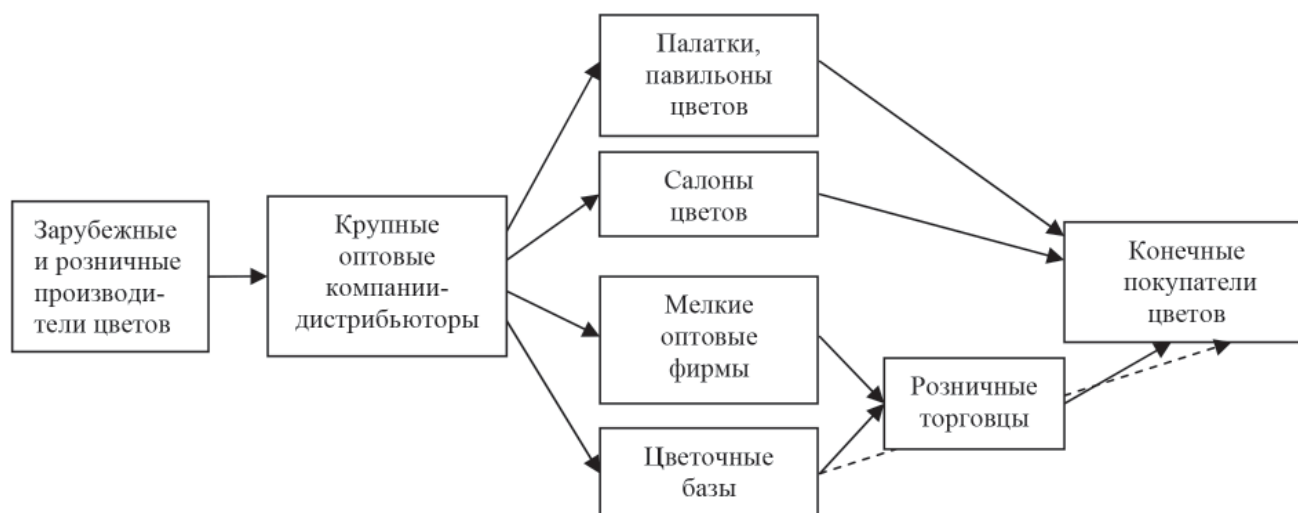 Зарубежные
и розничные
производи-
тели цветов
Крупные
оптовые
компании-
дистрибьюторы
Палатки,
павильоны
цветов
Салоны
цветов
Мелкие
оптовые
фирмы
Цветочные
базы
Розничные
торговцы
Конечные
покупатели
цветов